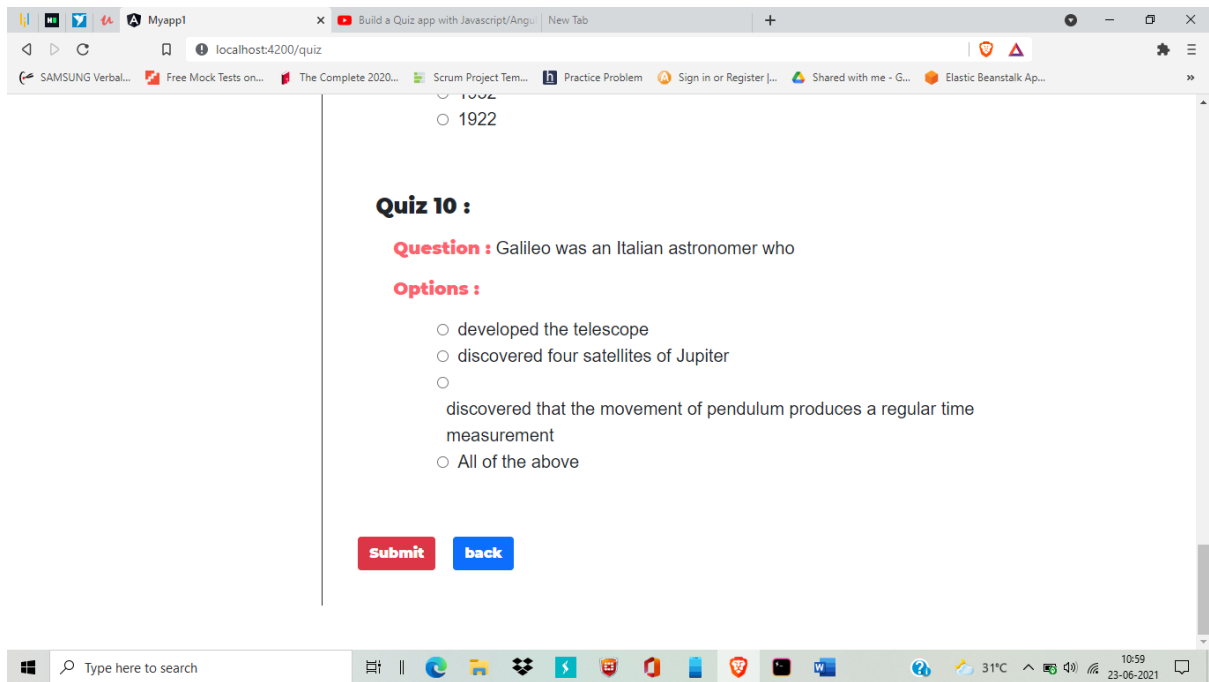 Myapp1
Build a Quiz app with Javascript/Angu
New Tab
localhost:4200/quiz
SAMSUNG Verbal...
Free Mock Tests on...
The Complete 2020...
Scrum Project Tem...
Practice Problem
Sign in or Register |...
Shared with me - G...
Elastic Beanstalk Ap...
»
1922
Quiz 10 :
Question : Galileo was an Italian astronomer who
Options :
developed the telescope
discovered four satellites of Jupiter
discovered that the movement of pendulum produces a regular time
measurement
All of the above
Submit
back
Type here to search
31°C
10:59
23-06-2021